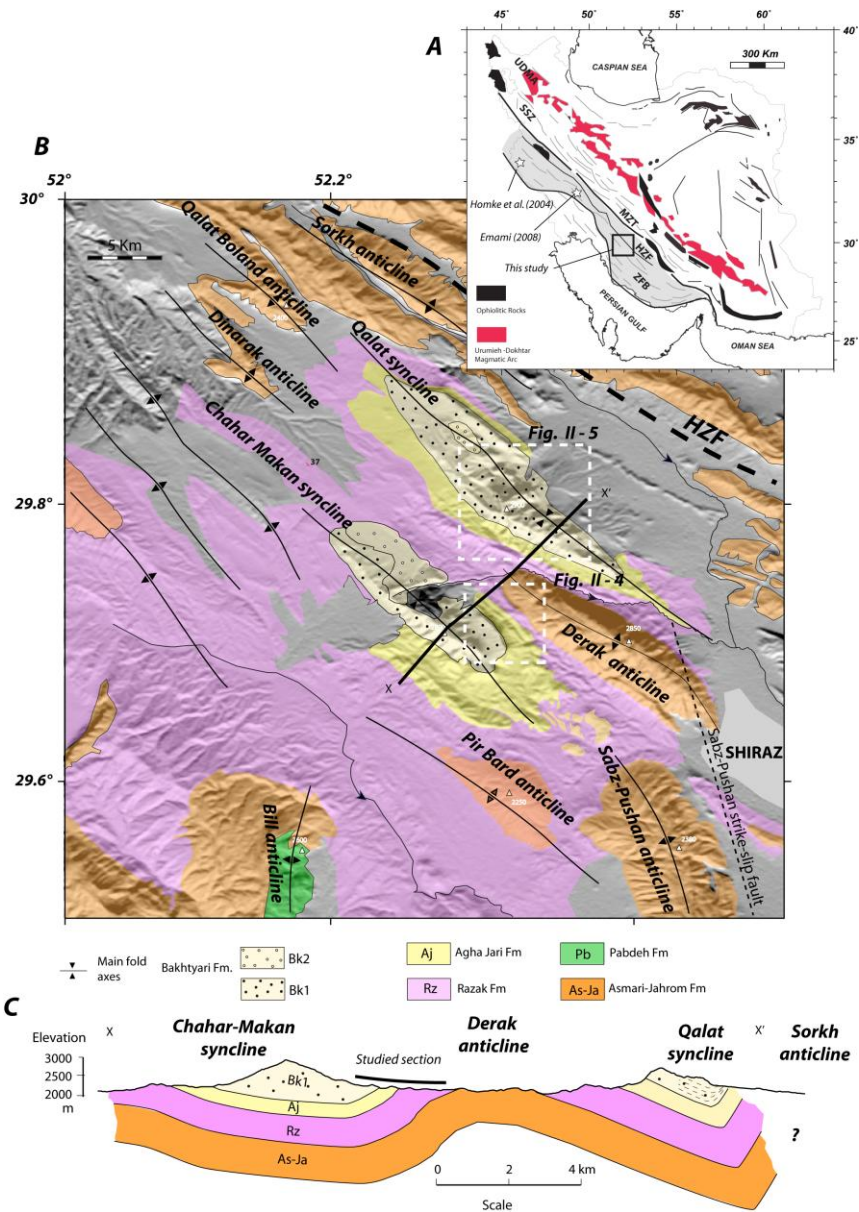 A
45°
50°
55°
60°
40°
300 Km
CASPIAN SEA
UDMA
SSZ
35°
Homke et al.(2004)
Emami (2008)
This study
MZT
HZF
ZFB
30°
PERSIAN GULF
OMAN SEA
25°
Ophiolitic Rocks
Urumieh -Dokhtar
Magmatic Arc
B
52°
52.2°
30°
5 Km
Qalat Boland anticline
Sorkh anticline
Dinarak anticline
Qalat syncline
Chahar Makan syncline
37
HZF
Fig. II - 5
X'
29.8°
Fig. II - 4
2850
Derak anticline
X
SHIRAZ
Sabz-Pushan strike-slip fault
29.6°
Pir Bard anticline
2250
Sabz-Pushan anticline
Bill anticline
Main fold
axes
Bakhtyari Fm.
Bk2
Bk1
Aj
Agha Jari Fm
Rz
Razak Fm
Pb
Pabdeh Fm
As-Ja
Asmari-Jahrom Fm
C
X
Chahar-Makan
syncline
Derak
anticline
Qalat
syncline
X'
Sorkh
anticline
Elevation
3000
2500
2000
m
Studied section
Bk1
Aj
Rz
As-Ja
?
0
2
4 km
Scale